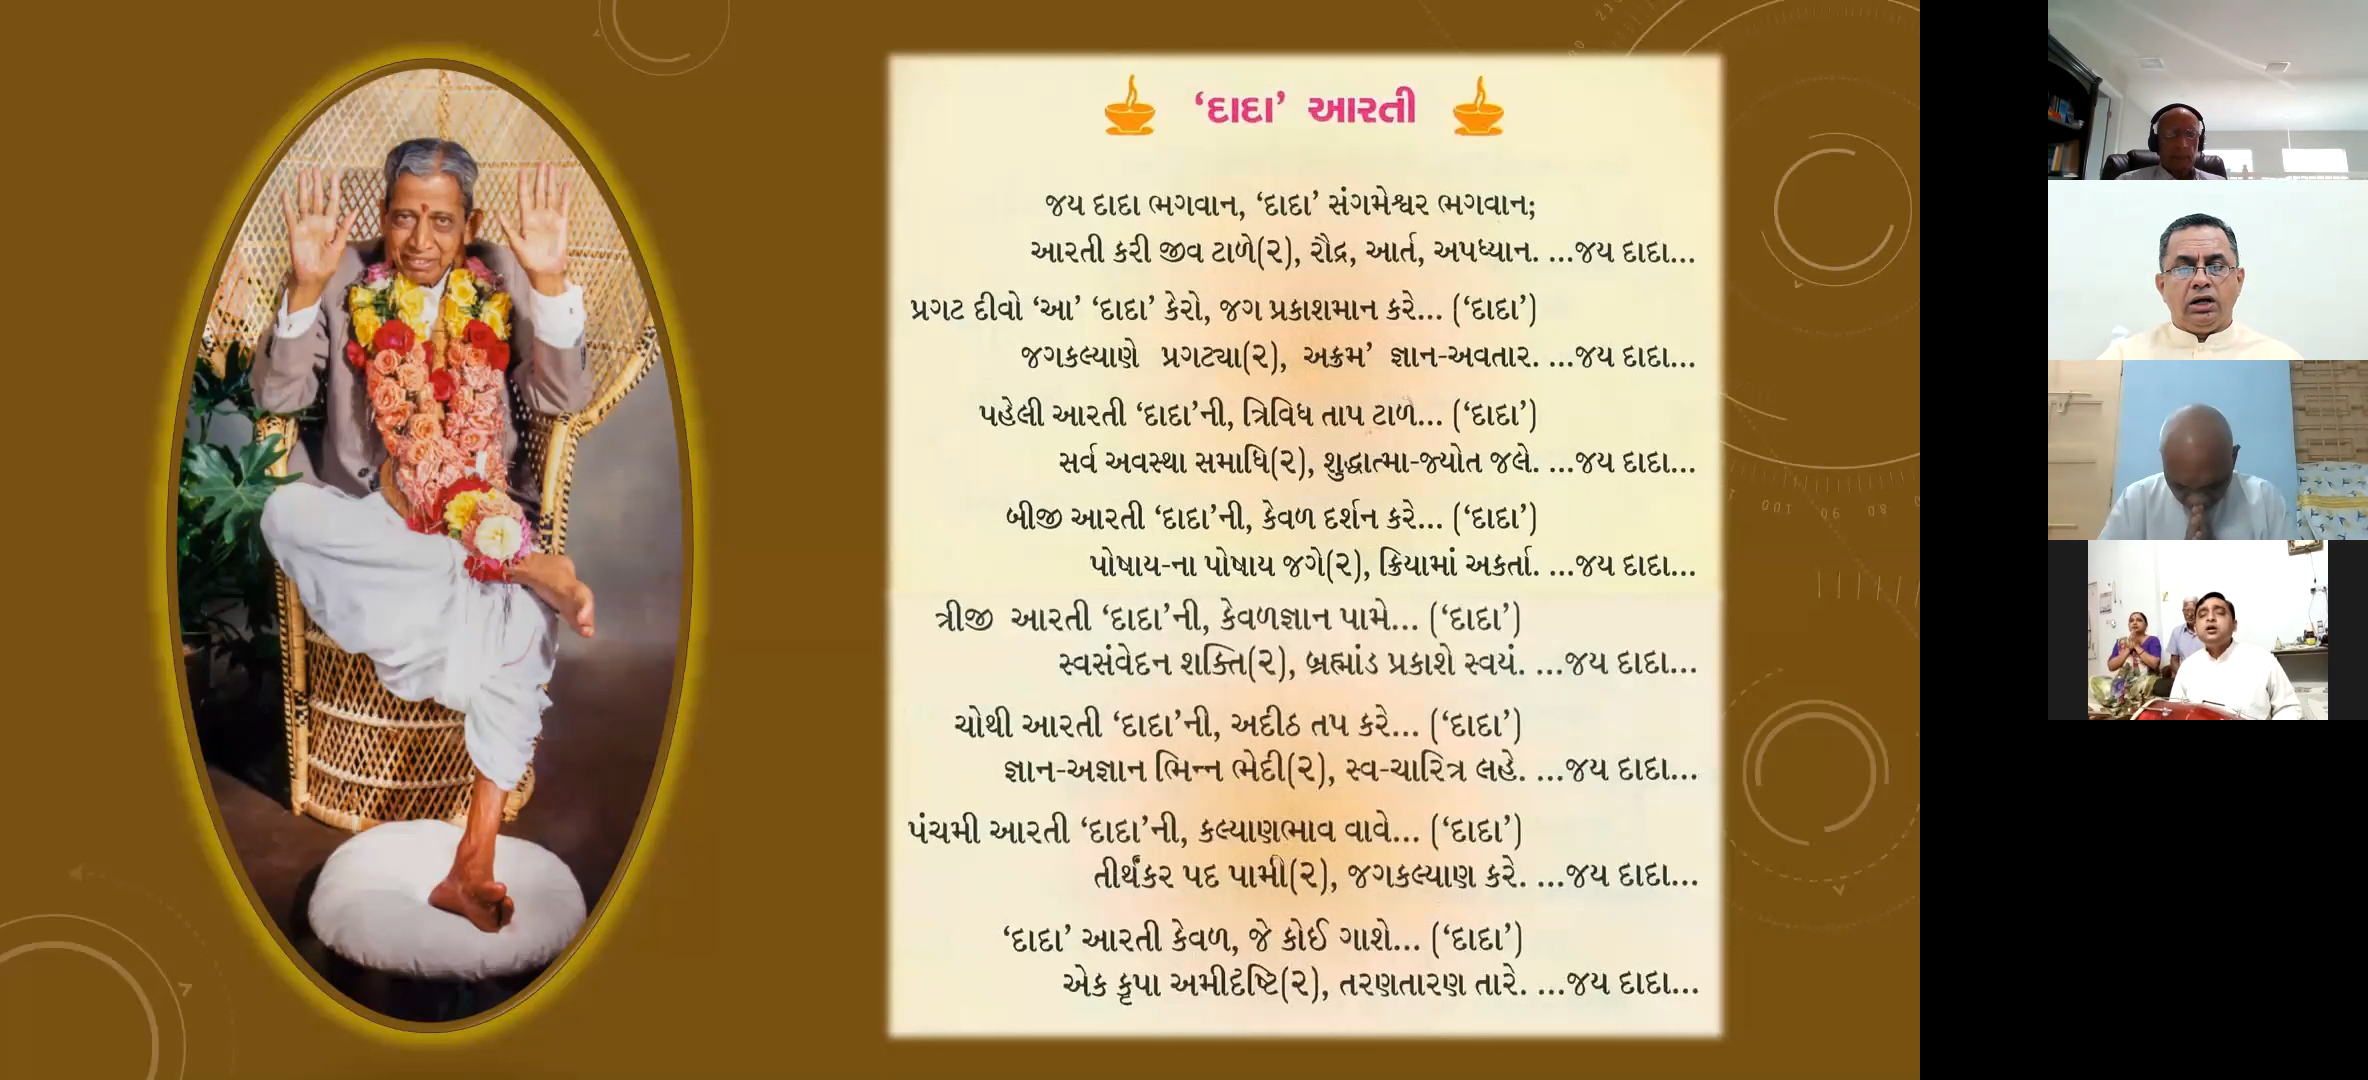 ‘દાદા’ આરતી
જય દાદા ભગવાન, ‘દાદા’ સંગમેશ્વર ભગવાન;
આરતી કરી જીવ ટાળે(૨), રૌદ્ર, આર્ત, અપધ્યાન. ...જય દાદા...
પ્રગટ દીવો ‘આ’ ‘દાદા’ કેરો, જગ પ્રકાશમાન કરે... (‘દાદા’)
જગકલ્યાણે પ્રગટ્યા(૨), અક્રમ’ જ્ઞાન-અવતાર. ...જય દાદા...
પહેલી આરતી ‘દાદા’ની, ત્રિવિધ તાપ ટાળે... (‘દાદા’)
સર્વ અવસ્થા સમાધિ(૨), શુદ્ધાત્મા-જ્યોત જલે. ...જય દાદા...
બીજી આરતી ‘દાદા’ની, કેવળ દર્શન કરે... (‘દાદા’)
પોષાય-ના પોષાય જગે(૨), ક્રિયામાં અકર્તા. ...જય દાદા...
ત્રીજી આરતી ‘દાદા’ની, કેવળજ્ઞાન પામે... (‘દાદા’)
સ્વસંવેદન શક્તિ(૨), બ્રહ્માંડ પ્રકાશે સ્વયં. ...જય દાદા...
ચોથી આરતી ‘દાદા’ની, અદીઠ તપ કરે... (‘દાદા’)
જ્ઞાન-અજ્ઞાન ભિન્ન ભેદી(૨), સ્વ-ચારિત્ર લહે. ...જય દાદા...
પંચમી આરતી ‘દાદા’ની, કલ્યાણભાવ વાવે... (‘દાદા’)
તીર્થંકર પદ પામી(૨), જગકલ્યાણ કરે. ...જય દાદા...
‘દાદા’ આરતી કેવળ, જે કોઈ ગાશે... (‘દાદા’)
એક કૃપા અમીદૃષ્ટિ(૨), તરણતારણ તારે. ...જય દાદા...